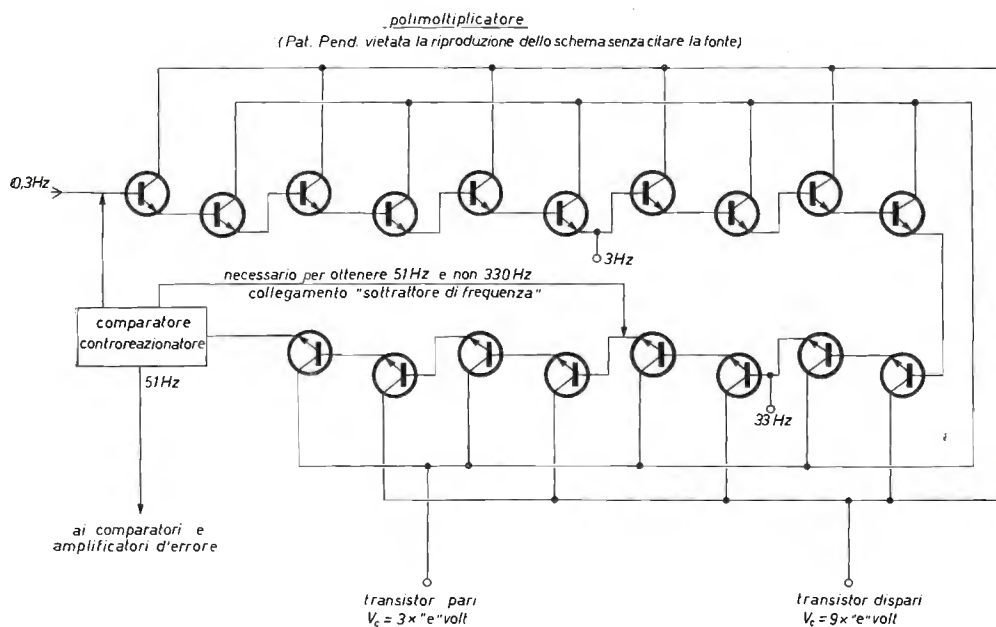 polimoltiplicatore
(Pat. Pend. vietata la riproduzione dello schema senza citare la fonte)
0,3Hz
3Hz
necessario per ottenere 51Hz e non 330Hz
collegamento "sottrattore di frequenza"
comparatore
controreazionatore
51Hz
33Hz
ai comparatori e
amplificatori d'errore
transistor pari
Vc = 3 x "e" volt
transistor dispari
Vc = 9 x "e" volt